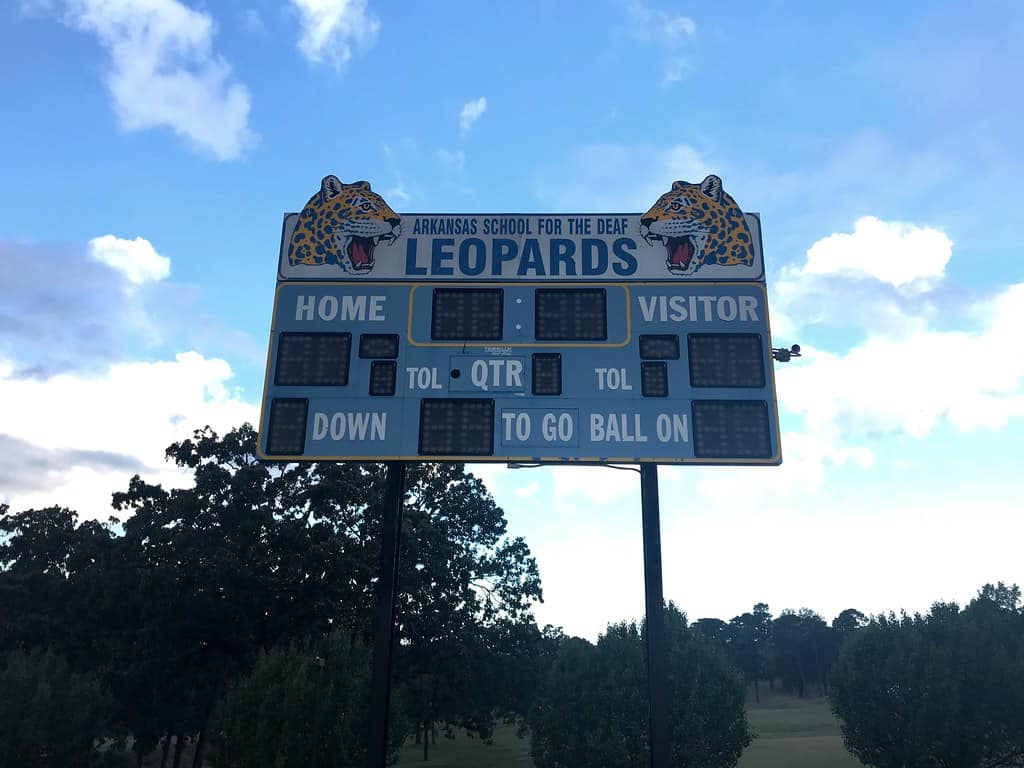 ARKANSAS SCHOOL FOR THE DEAF
LEOPARDS
HOME VISITOR
TOL QTR TOL
DOWN TO GO BALL ON